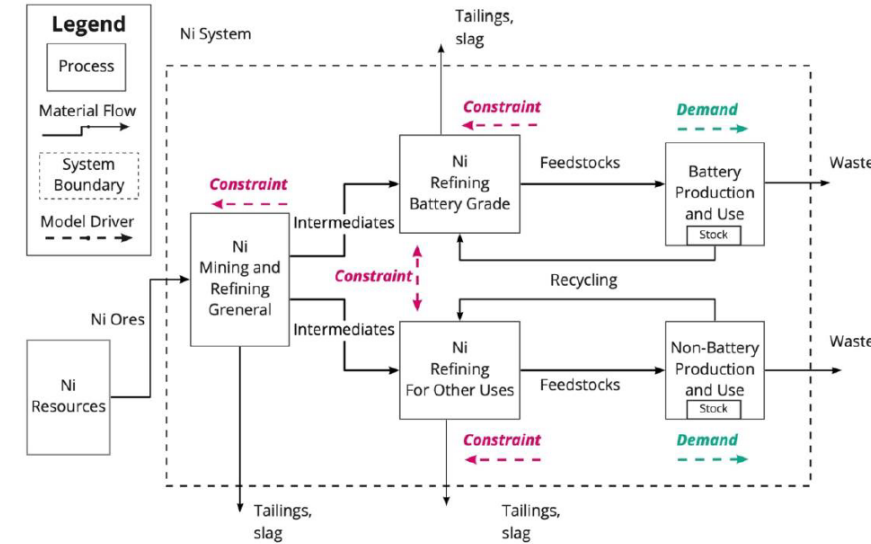 Legend
Process
Material Flow
System
Boundary
Model Driver
Ni System
Tailings,
slag
Constraint
Demand
Ni
Refining
Battery Grade
Feedstocks
Battery
Production
and Use
Stock
Waste
Constraint
Intermediates
Ni
Mining and
Refining
Greneral
Constraint
Recycling
Ni Ores
Intermediates
Ni
Resources
Ni
Refining
For Other Uses
Feedstocks
Non-Battery
Production
and Use
Stock
Waste
Constraint
Demand
Tailings,
slag
Tailings,
slag